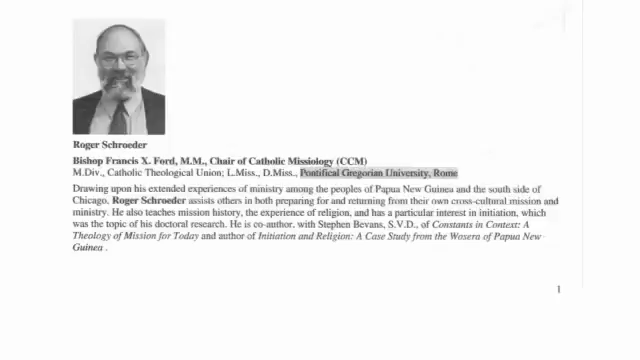 Roger Schroeder
Bishop Francis X. Ford, M.M., Chair of Catholic Missiology (CCM)
M.Div., Catholic Theological Union; L.Miss., D.Miss., Pontifical Gregorian University, Rome
Drawing upon his extended experiences of ministry among the peoples of Papua New Guinea and the south side of
Chicago, Roger Schroeder assists others in both preparing for and returning from their own cross-cultural mission and
ministry. He also teaches mission history, the experience of religion, and has a particular interest in initiation, which
was the topic of his doctoral research. He is co-author, with Stephen Bevans, S.V.D., of Constants in Context: A
Theology of Mission for Today and author of Initiation and Religion: A Case Study from the Wosera of Papua New
Guinea .
1